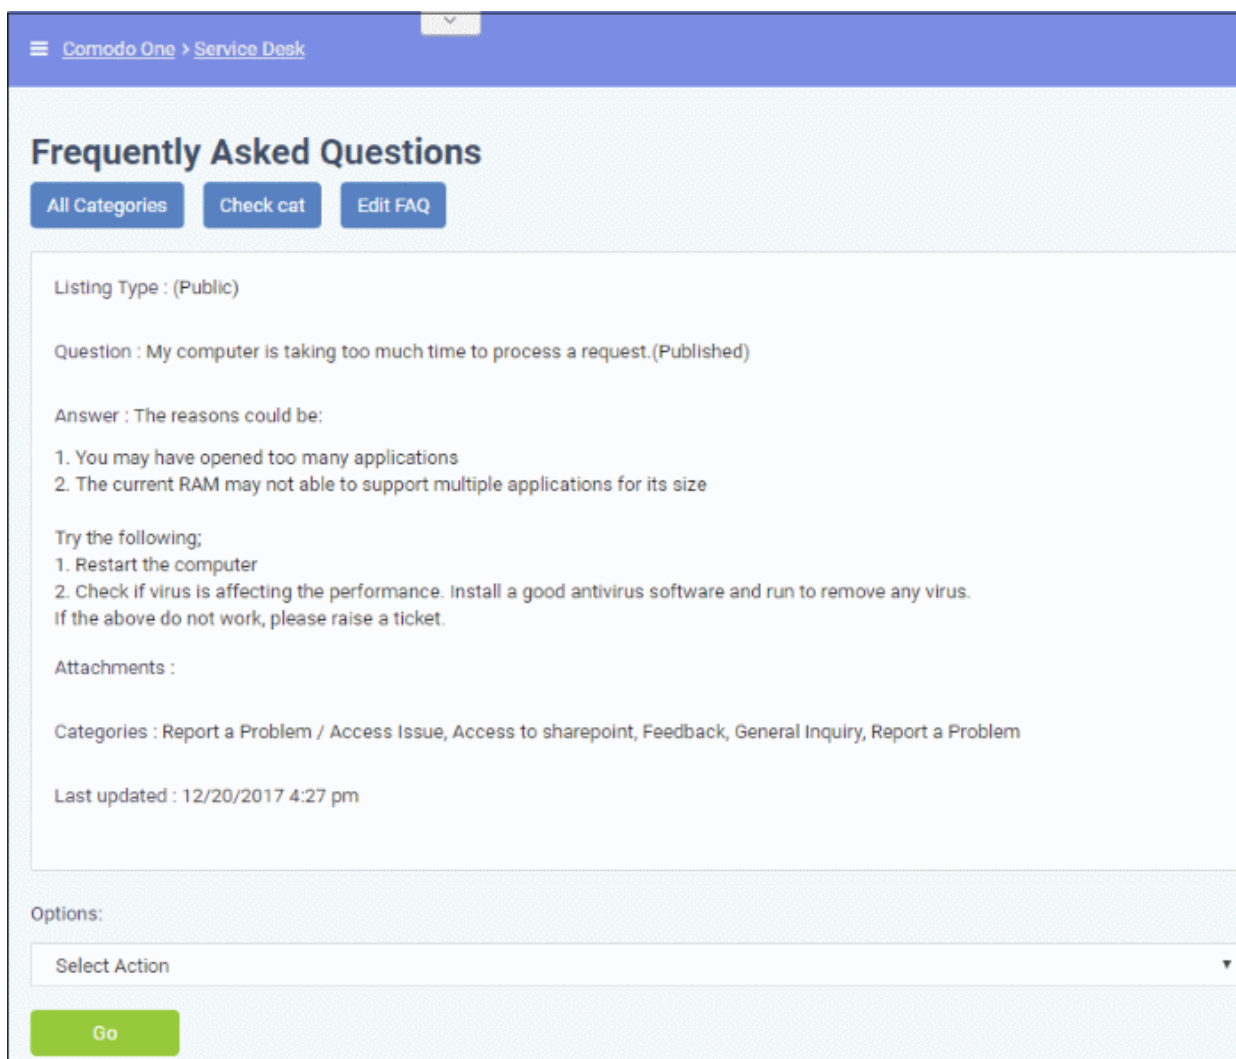 Comodo One > Service Desk
Frequently Asked Questions
All Categories Check cat Edit FAQ
Listing Type : (Public)
Question : My computer is taking too much time to process a request.(Published)
Answer : The reasons could be:
1. You may have opened too many applications
2. The current RAM may not able to support multiple applications for its size
Try the following;
1. Restart the computer
2. Check if virus is affecting the performance. Install a good antivirus software and run to remove any virus.
If the above do not work, please raise a ticket.
Attachments :
Categories : Report a Problem / Access Issue, Access to sharepoint, Feedback, General Inquiry, Report a Problem
Last updated : 12/20/2017 4:27 pm
Options:
Select Action
Go